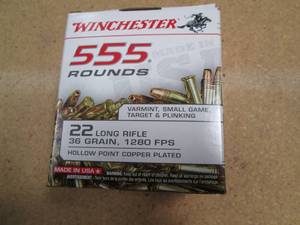 WINCHESTER
555
ROUNDS
VARMINT, SMALL GAME,
TARGET & PLINKING
22 LONG RIFLE
36 GRAIN, 1280 FPS
HOLLOW POINT COPPER PLATED
MADE IN USA
WARNING